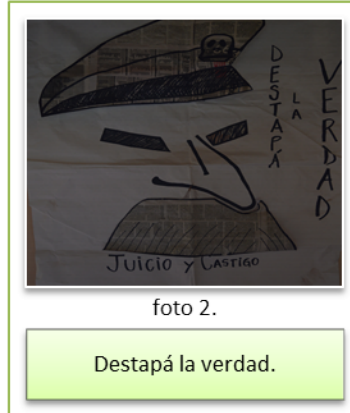 DESTAPÁ
LA
VERDAD
JUICIO Y CASTIGO
foto 2.
Destapá la verdad.